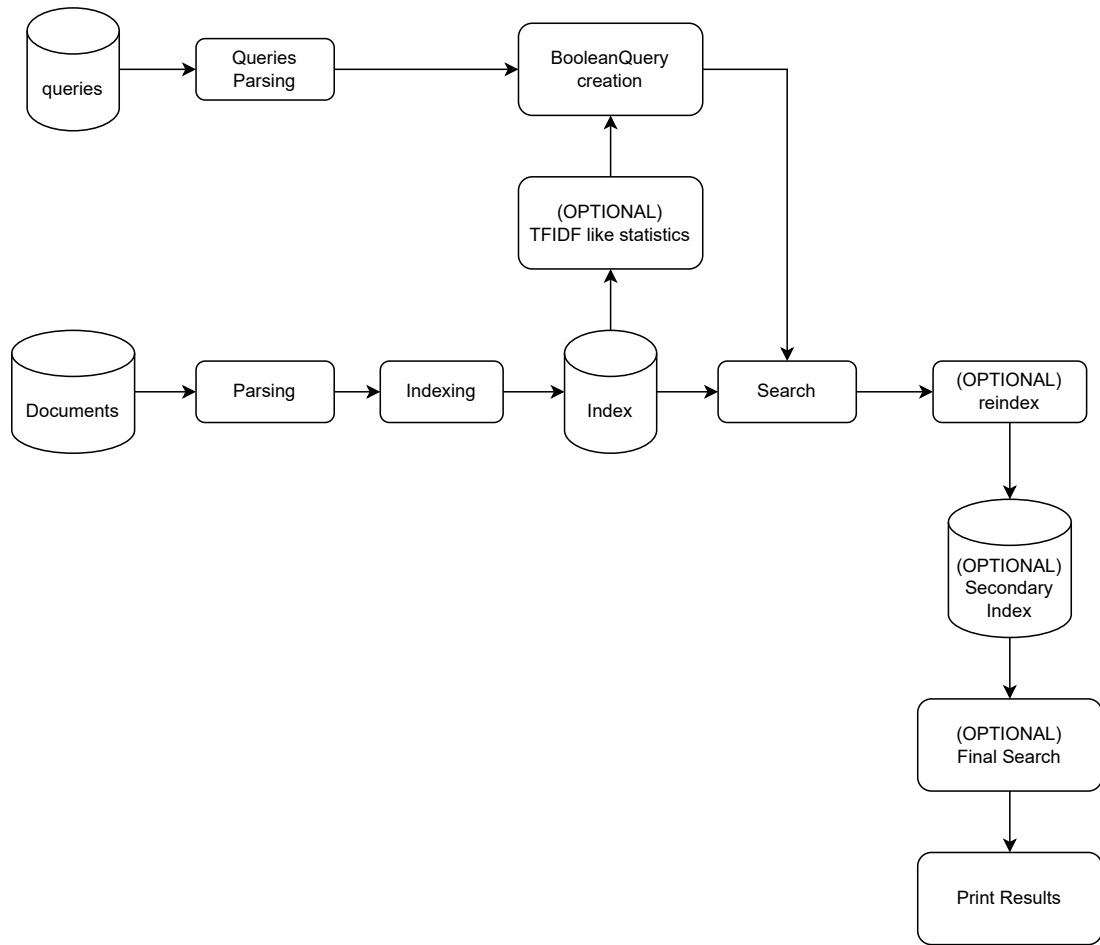 queries
Queries
Parsing
BooleanQuery
creation
(OPTIONAL)
TFIDF like statistics
Documents
Parsing
Indexing
Index
Search
(OPTIONAL)
reindex
(OPTIONAL)
Secondary
Index
(OPTIONAL)
Final Search
Print Results